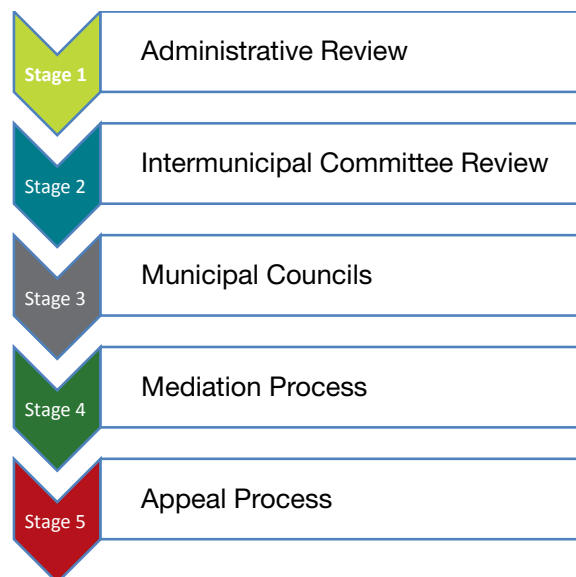 Stage 1
Administrative Review
Stage 2
Intermunicipal Committee Review
Stage 3
Municipal Councils
Stage 4
Mediation Process
Stage 5
Appeal Process